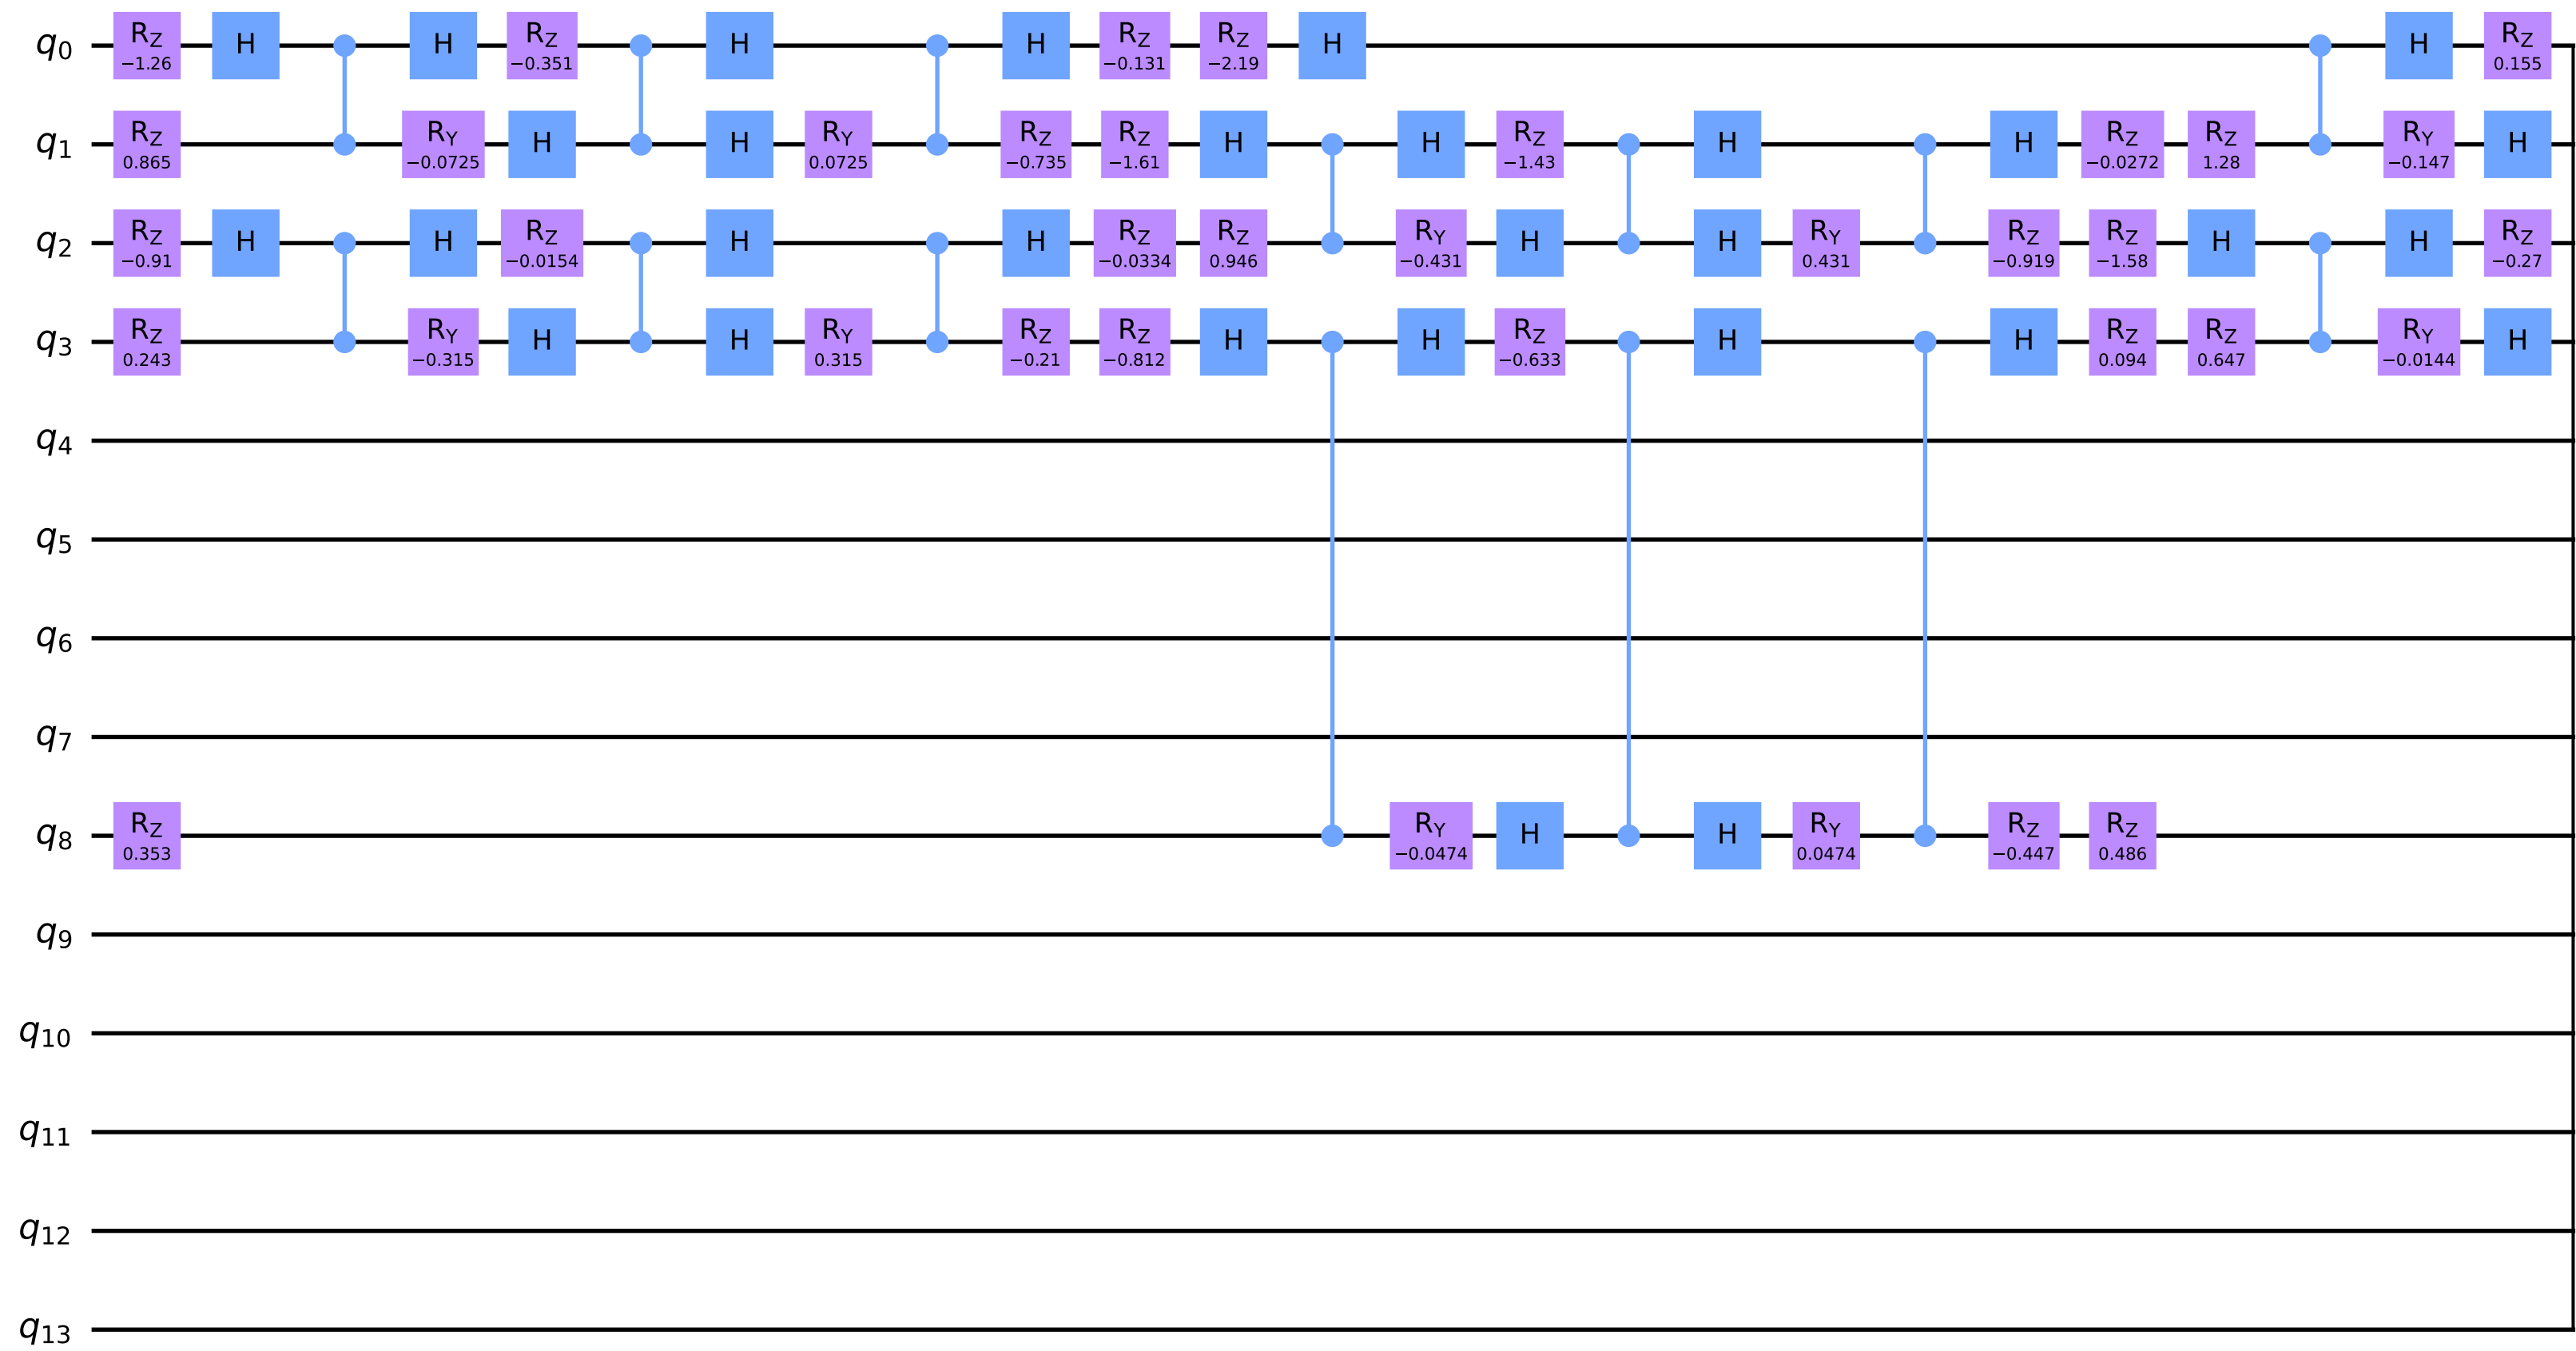 q0 RZ −1.26 H H RZ −0.351 H H RZ −0.131 RZ −2.19 H H RZ 0.155
q1 RZ 0.865 RY −0.0725 H H RY 0.0725 RZ −0.735 RZ −1.61 H H RZ −1.43 H H RZ −0.0272 RZ 1.28 RY −0.147 H
q2 RZ −0.91 H H RZ −0.0154 H H RZ −0.0334 RZ 0.946 RY −0.431 H H RY 0.431 RZ −0.919 RZ −1.58 H H RZ −0.27
q3 RZ 0.243 RY −0.315 H H RY 0.315 RZ −0.21 RZ −0.812 H H RZ −0.633 H H RZ 0.094 RZ 0.647 RY −0.0144 H
q4
q5
q6
q7
q8 RZ 0.353 RY −0.0474 H H RY 0.0474 RZ −0.447 RZ 0.486
q9
q10
q11
q12
q13